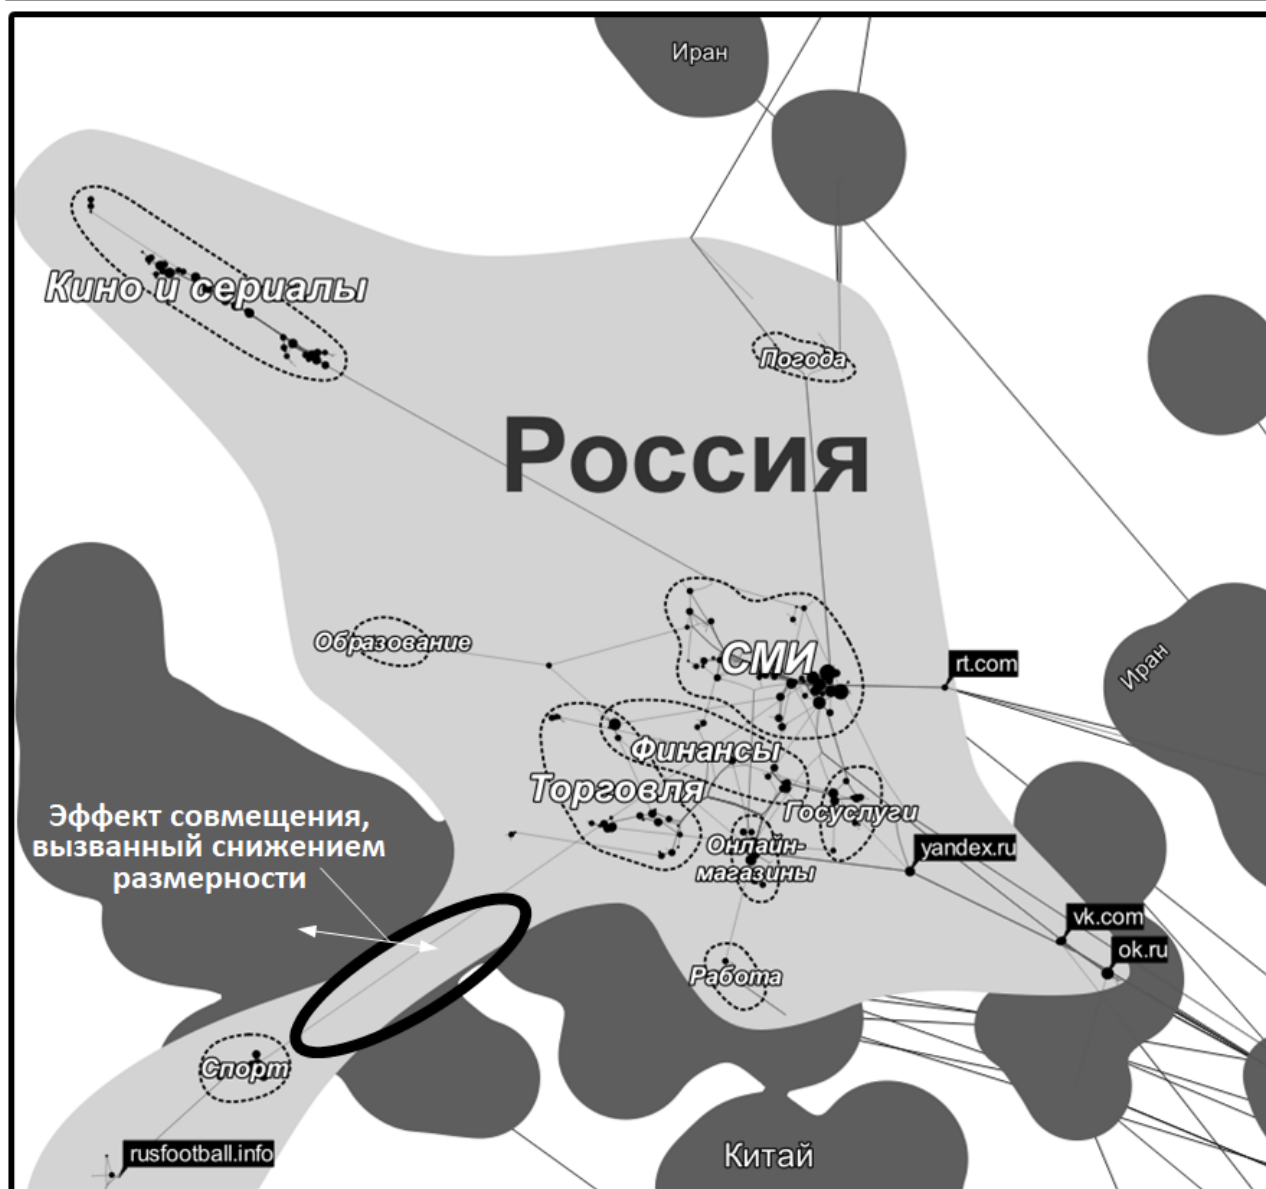 Иран
Кино и сериалы
Погода
Россия
Образование
СМИ
rt.com
Иран
Финансы
Торговля
Госуслуги
Эффект совмещения,
вызванный снижением
размерности
Онлайн-
магазины
yandex.ru
vk.com
ok.ru
Работа
Спорт
rusfootball.info
Китай